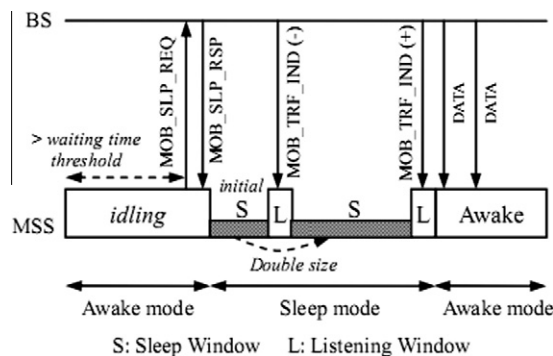 BS
MOB_SLP_REQ
MOB_SLP_RSP
MOB_TRF_IND (-)
MOB_TRF_IND (+)
DATA
DATA
> waiting time
threshold
initial
MSS
idling
S
L
S
L
Awake
Double size
Awake mode
Sleep mode
Awake mode
S: Sleep Window L: Listening Window